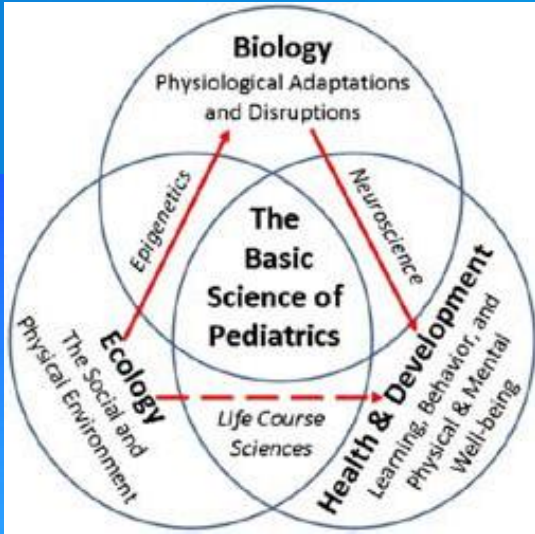 Biology
Physiological Adaptations
and Disruptions
Epigenetics
Neuroscience
The
Basic
Science of
Pediatrics
Ecology
The Social and
Physical Environment
Life Course
Sciences
Health & Development
Learning, Behavior, and
Physical & Mental
Well-being